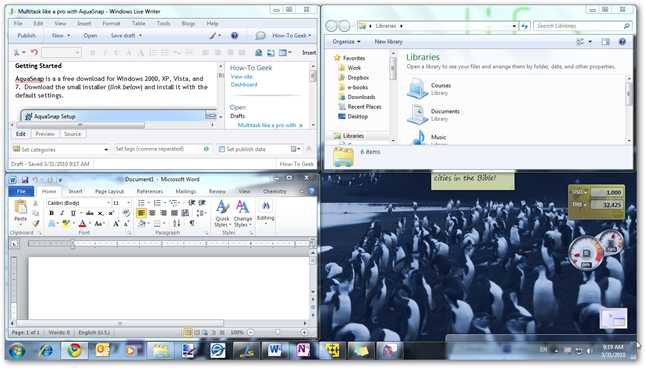 Multitask like a pro with AquaSnap - Windows Live Writer
File Insert Format Table Tools Help
Publish New Save draft How-To Geek
Insert
Getting Started
AquaSnap is a a free download for Windows 2000, XP, Vista, and
7. Download the small installer (link below) and install it with the
default settings.
AquaSnap Setup
How-To Geek
View site
Dashboard
Open
Drafts
Multitask like a pro with »
Edit Preview Source
Set categories Set tags (comma separated) Set publish date
Draft - Saved 3/31/2010 9:17 AM How-To Geek
Libraries
Search Libraries
Organize New library
Favorites
Work
Dropbox
e-books
Downloads
Recent Places
Desktop
Libraries
Libraries
Open a library to see your files and arrange them by folder, date, and other properties.
Courses
Library
Documents
Library
Music
Library
6 items
Document1 - Microsoft Word
File Home Insert Page Layout References Mailings Review View Chemistry
Calibri (Body) 11
Paste
Quick Styles
Change Styles
Editing
Clipboard Font Paragraph Styles
Page: 1 of 1 Words: 0 English (U.S.) 100%
cities in the Bible?
USD 1.000
THB 32.425
EN
9:19 AM
3/31/2010